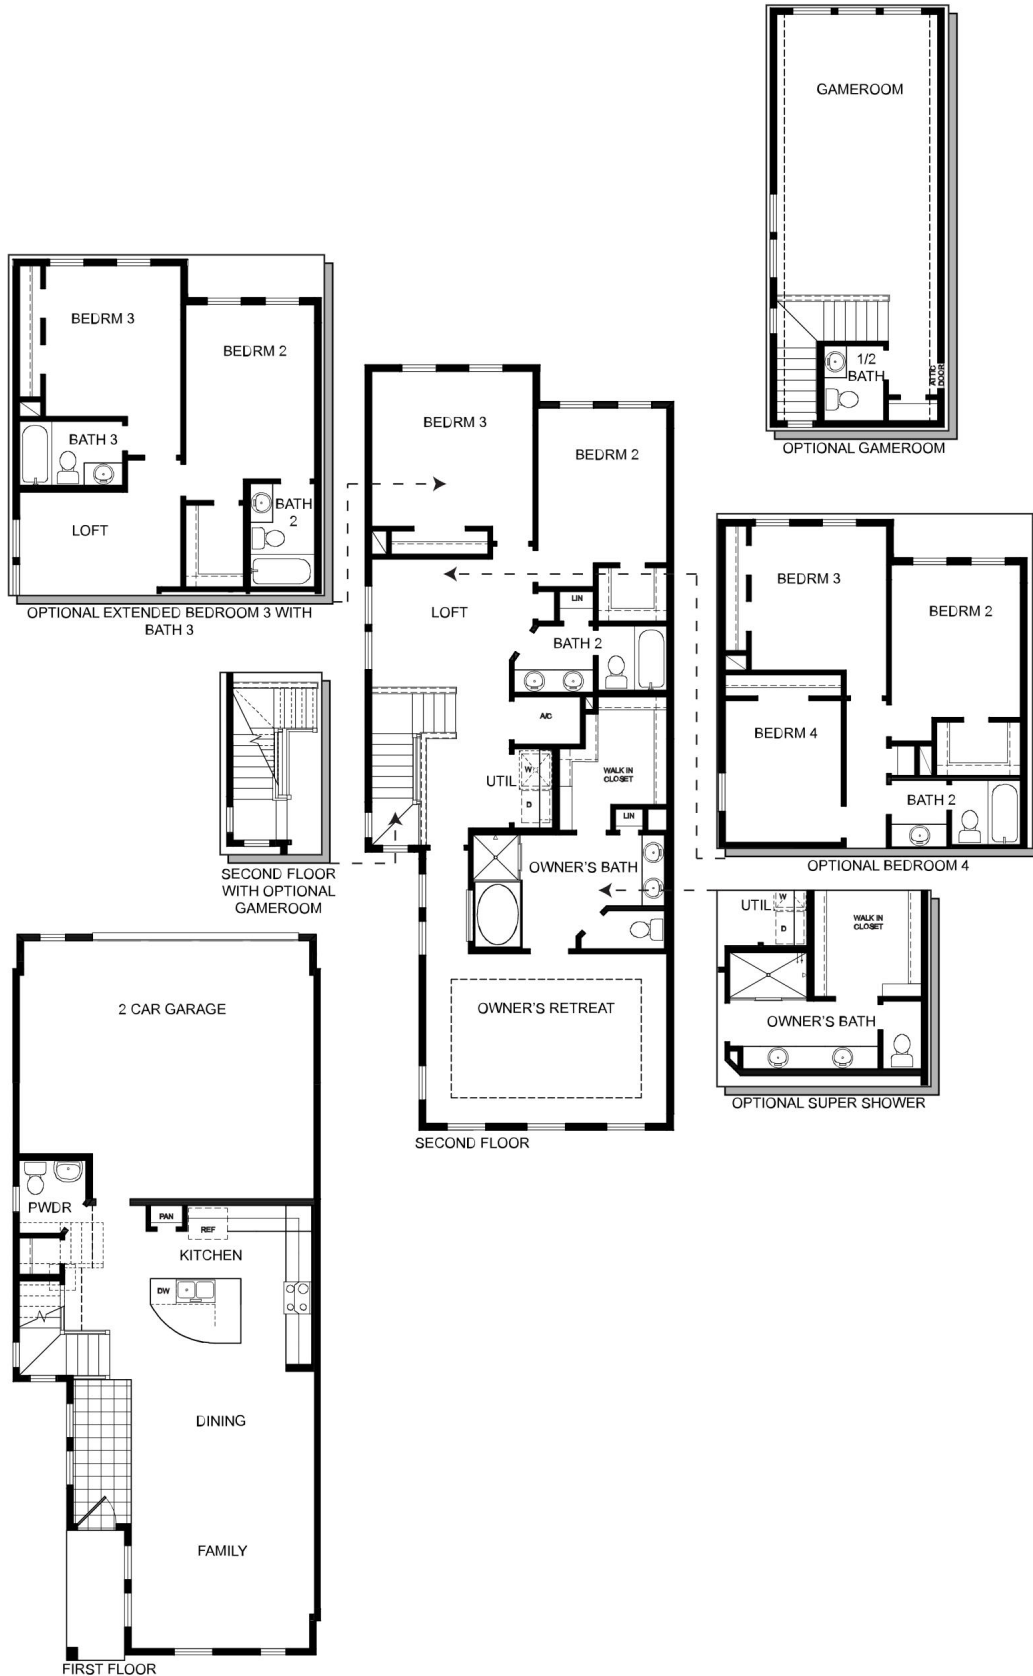 GAMEROOM
1/2
BATH
ATTIC
DOOR
OPTIONAL GAMEROOM
BEDRM 3
BEDRM 2
BATH 3
LOFT
BATH
2
OPTIONAL EXTENDED BEDROOM 3 WITH
BATH 3
BEDRM 3
BEDRM 2
LOFT
LIN
BATH 2
A/C
UTIL
W
D
WALK IN
CLOSET
LIN
OWNER'S BATH
OWNER'S RETREAT
SECOND FLOOR
BEDRM 3
BEDRM 2
BEDRM 4
BATH 2
OPTIONAL BEDROOM 4
SECOND FLOOR
WITH OPTIONAL
GAMEROOM
UTIL
W
D
WALK IN
CLOSET
OWNER'S BATH
OPTIONAL SUPER SHOWER
2 CAR GARAGE
PWDR
PAN
REF
KITCHEN
DW
DINING
FAMILY
FIRST FLOOR